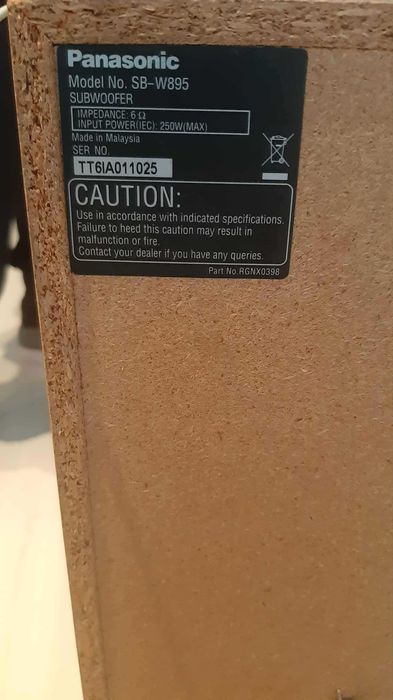 Panasonic
Model No. SB-W895
SUBWOOFER
IMPEDANCE: 6 Ω
INPUT POWER(IEC): 250W(MAX)
Made in Malaysia
SER NO.
TT6IA011025
CAUTION:
Use in accordance with indicated specifications.
Failure to heed this caution may result in
malfunction or fire.
Contact your dealer if you have any queries.
Part No.RGNX0398